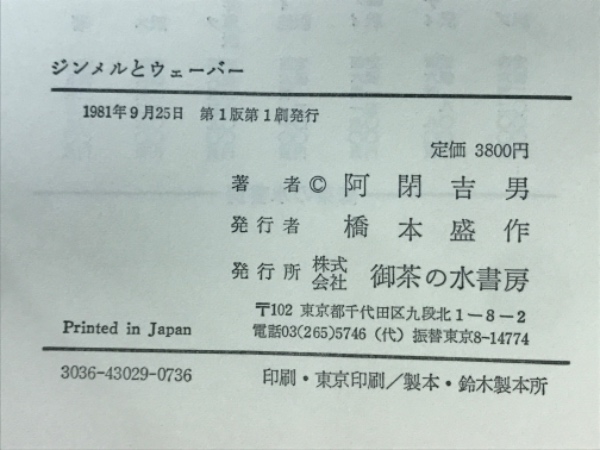 ジンメルとウェーバー
1981年9月25日 第1版第1刷発行
定価 3800円
著者© 阿閉吉男
発行者 橋本盛作
発行所 株式会社 御茶の水書房
〒102 東京都千代田区九段北1-8-2
Printed in Japan 電話03(265)5746(代) 振替東京8-14774
3036-43029-0736 印刷・東京印刷/製本・鈴木製本所